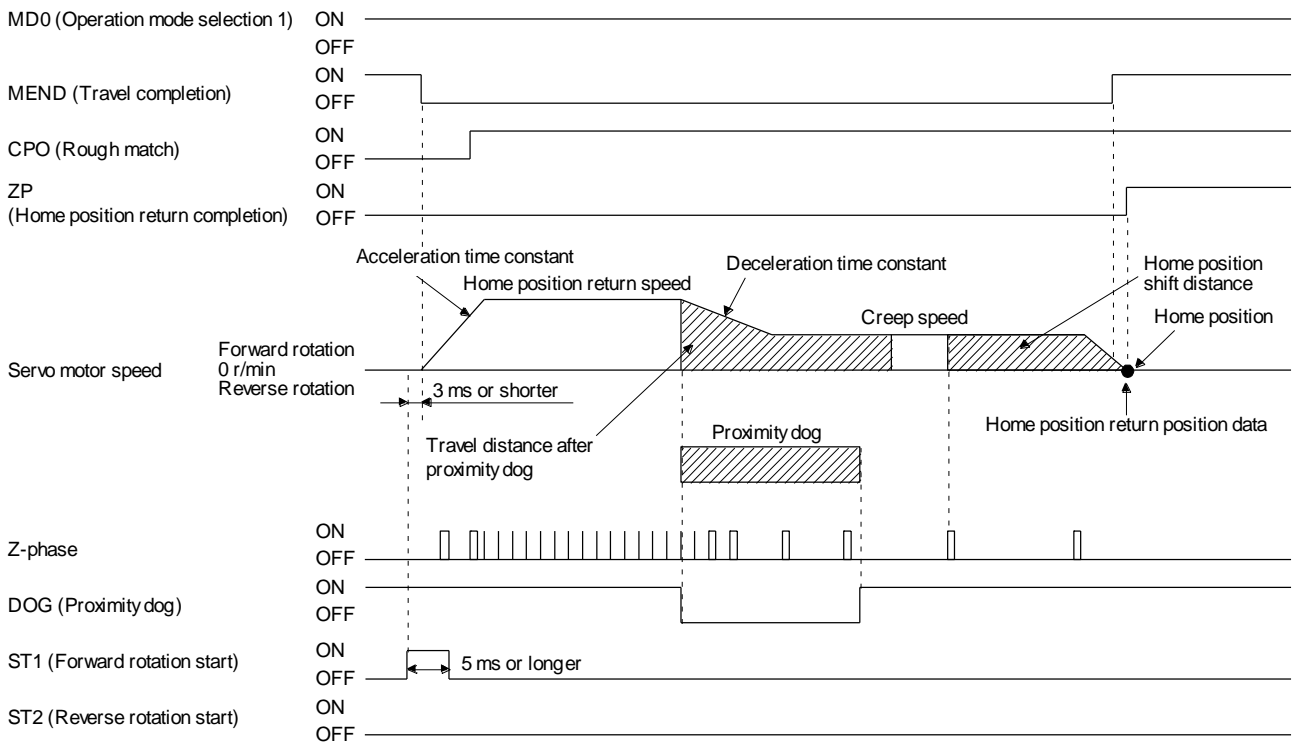 MD0 (Operation mode selection 1)
ON
OFF
MEND (Travel completion)
ON
OFF
CPO (Rough match)
ON
OFF
ZP
(Home position return completion)
ON
OFF
Acceleration time constant
Home position return speed
Deceleration time constant
Creep speed
Home position
shift distance
Home position
Servo motor speed
Forward rotation
0 r/min
Reverse rotation
3 ms or shorter
Travel distance after
proximity dog
Proximity dog
Home position return position data
Z-phase
ON
OFF
DOG (Proximity dog)
ON
OFF
ST1 (Forward rotation start)
ON
OFF
5 ms or longer
ST2 (Reverse rotation start)
ON
OFF